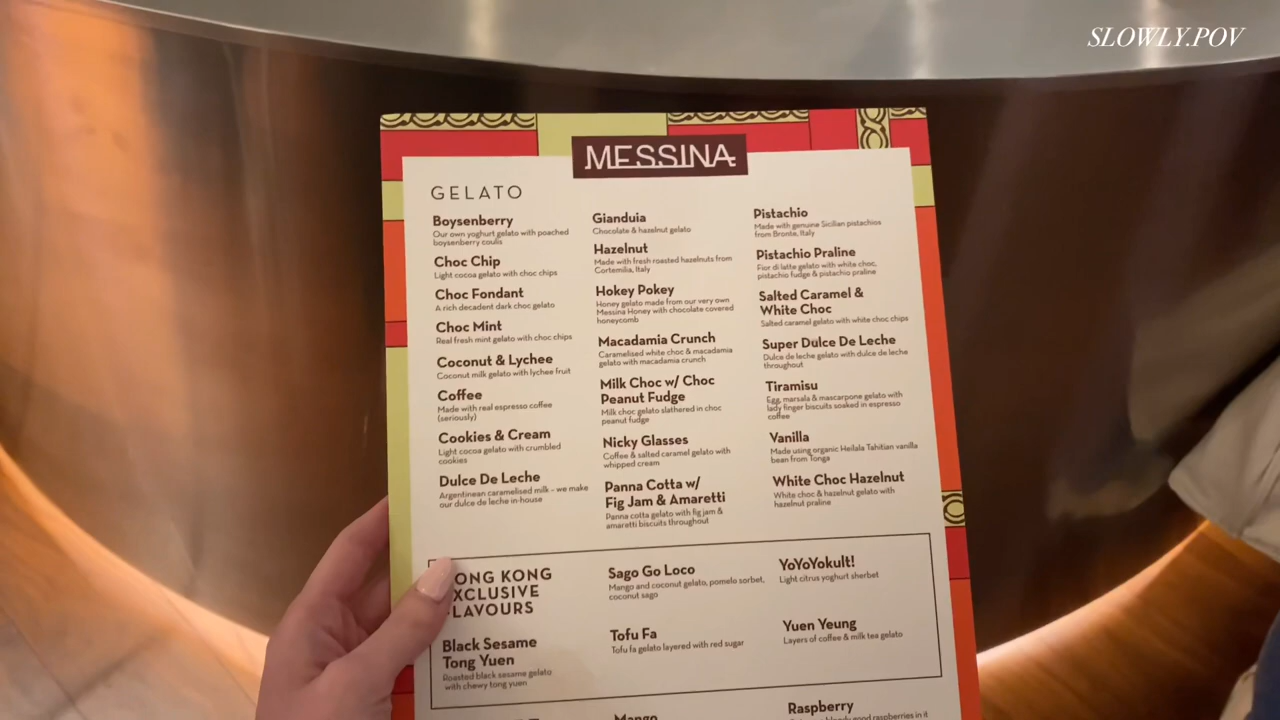 SLOWLY.POV
MESSINA
GELATO
Boysenberry
Our own yoghurt gelato with poached
boysenberry coulis
Choc Chip
Light cocoa gelato with choc chips
Choc Fondant
A rich decadent dark choc gelato
Choc Mint
Real fresh mint gelato with choc chips
Coconut & Lychee
Coconut milk gelato with lychee fruit
Coffee
Made with real espresso coffee
(seriously)
Cookies & Cream
Light cocoa gelato with crumbled
cookies
Dulce De Leche
Argentinean caramelised milk – we make
our dulce de leche in-house
Gianduia
Chocolate & hazelnut gelato
Hazelnut
Made with fresh roasted hazelnuts from
Cortemilia, Italy
Hokey Pokey
Honey gelato made from our very own
Messina Honey with chocolate covered
honeycomb
Macadamia Crunch
Caramelised white choc & macadamia
gelato with macadamia crunch
Milk Choc w/ Choc
Peanut Fudge
Milk choc gelato slathered in choc
peanut fudge
Nicky Glasses
Coffee & salted caramel gelato with
whipped cream
Panna Cotta w/
Fig Jam & Amaretti
Panna cotta gelato with fig jam &
amaratti biscuits throughout
Pistachio
Made with genuine Sicilian pistachios
from Bronte, Italy
Pistachio Praline
Fior di latte gelato with white choc,
pistachio fudge & pistachio praline
Salted Caramel &
White Choc
Salted caramel gelato with white choc chips
Super Dulce De Leche
Dulce de leche gelato with dulce de leche
throughout
Tiramisu
Egg, marsala & mascarpone gelato with
lady finger biscuits soaked in espresso
coffee
Vanilla
Made using organic Heilala Tahitian vanilla
bean from Tonga
White Choc Hazelnut
White choc & hazelnut gelato with
hazelnut praline
ONG KONG
XCLUSIVE
LAVOURS
Black Sesame
Tong Yuen
Roasted black sesame gelato
with chewy tong yuen
Sago Go Loco
Mango and coconut gelato, pomelo sorbet,
coconut sago
Tofu Fa
Tofu fa gelato layered with red sugar
YoYoYokult!
Light citrus yoghurt sherbet
Yuen Yeung
Layers of coffee & milk tea gelato
Mango
Raspberry